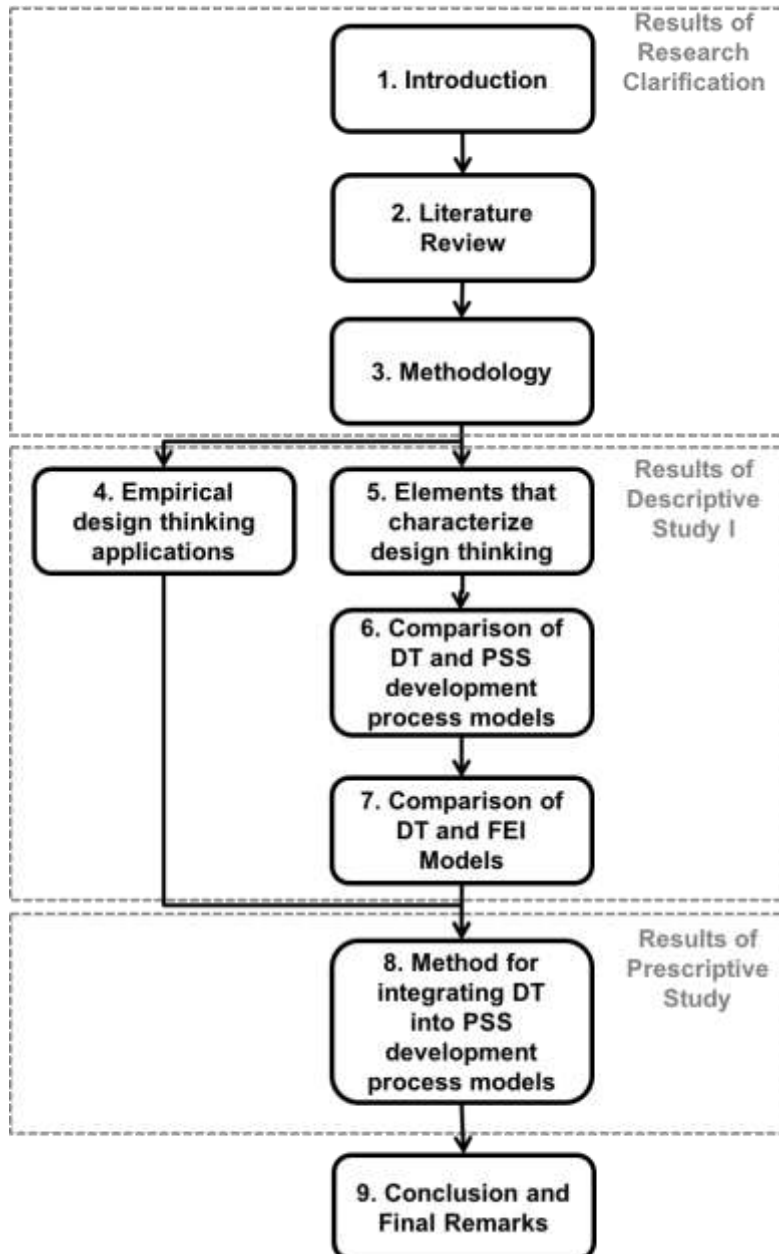 Results of
Research
Clarification
1. Introduction
2. Literature
Review
3. Methodology
Results of
Descriptive
Study I
4. Empirical
design thinking
applications
5. Elements that
characterize
design thinking
6. Comparison of
DT and PSS
development
process models
7. Comparison of
DT and FEI
Models
Results of
Prescriptive
Study
8. Method for
integrating DT
into PSS
development
process models
9. Conclusion and
Final Remarks